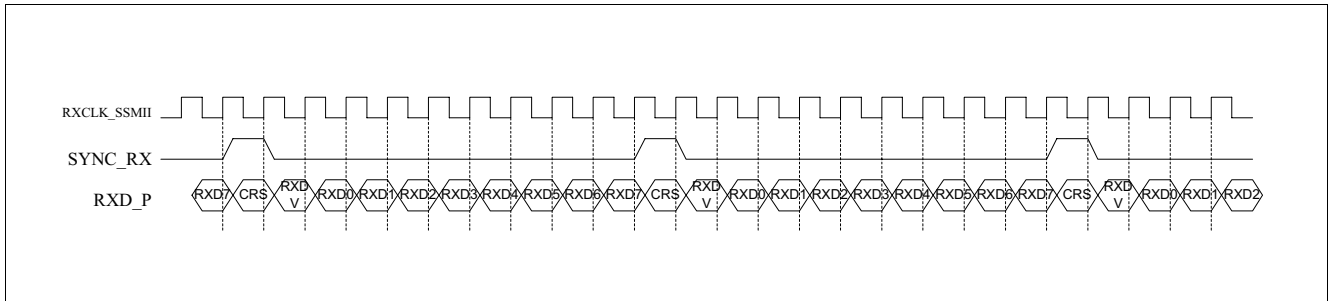 RXCLK_SSMII
SYNC_RX
RXD_P RXD7 CRS RXD V RXD0 RXD1 RXD2 RXD3 RXD4 RXD5 RXD6 RXD7 CRS RXD V RXD0 RXD1 RXD2 RXD3 RXD4 RXD5 RXD6 RXD7 CRS RXD V RXD0 RXD1 RXD2